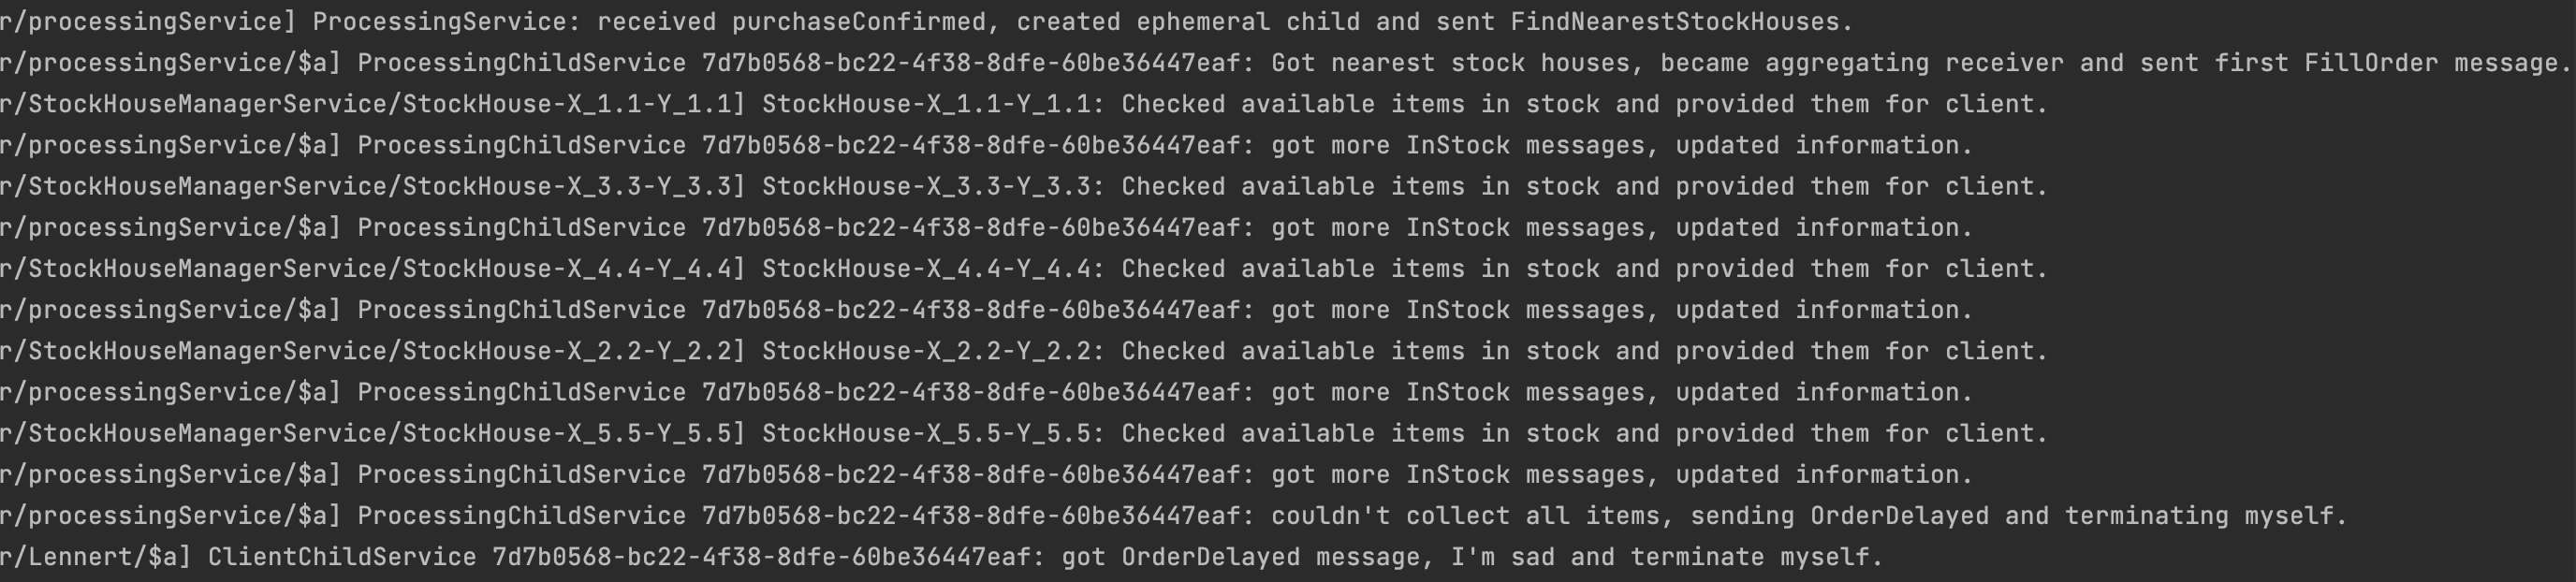 r/processingService] ProcessingService: received purchaseConfirmed, created ephemeral child and sent FindNearestStockHouses.
r/processingService/$a] ProcessingChildService 7d7b0568-bc22-4f38-8dfe-60be36447eaf: Got nearest stock houses, became aggregating receiver and sent first FillOrder message.
r/StockHouseManagerService/StockHouse-X_1.1-Y_1.1] StockHouse-X_1.1-Y_1.1: Checked available items in stock and provided them for client.
r/processingService/$a] ProcessingChildService 7d7b0568-bc22-4f38-8dfe-60be36447eaf: got more InStock messages, updated information.
r/StockHouseManagerService/StockHouse-X_3.3-Y_3.3] StockHouse-X_3.3-Y_3.3: Checked available items in stock and provided them for client.
r/processingService/$a] ProcessingChildService 7d7b0568-bc22-4f38-8dfe-60be36447eaf: got more InStock messages, updated information.
r/StockHouseManagerService/StockHouse-X_4.4-Y_4.4] StockHouse-X_4.4-Y_4.4: Checked available items in stock and provided them for client.
r/processingService/$a] ProcessingChildService 7d7b0568-bc22-4f38-8dfe-60be36447eaf: got more InStock messages, updated information.
r/StockHouseManagerService/StockHouse-X_2.2-Y_2.2] StockHouse-X_2.2-Y_2.2: Checked available items in stock and provided them for client.
r/processingService/$a] ProcessingChildService 7d7b0568-bc22-4f38-8dfe-60be36447eaf: got more InStock messages, updated information.
r/StockHouseManagerService/StockHouse-X_5.5-Y_5.5] StockHouse-X_5.5-Y_5.5: Checked available items in stock and provided them for client.
r/processingService/$a] ProcessingChildService 7d7b0568-bc22-4f38-8dfe-60be36447eaf: got more InStock messages, updated information.
r/processingService/$a] ProcessingChildService 7d7b0568-bc22-4f38-8dfe-60be36447eaf: couldn't collect all items, sending OrderDelayed and terminating myself.
r/Lennert/$a] ClientChildService 7d7b0568-bc22-4f38-8dfe-60be36447eaf: got OrderDelayed message, I'm sad and terminate myself.